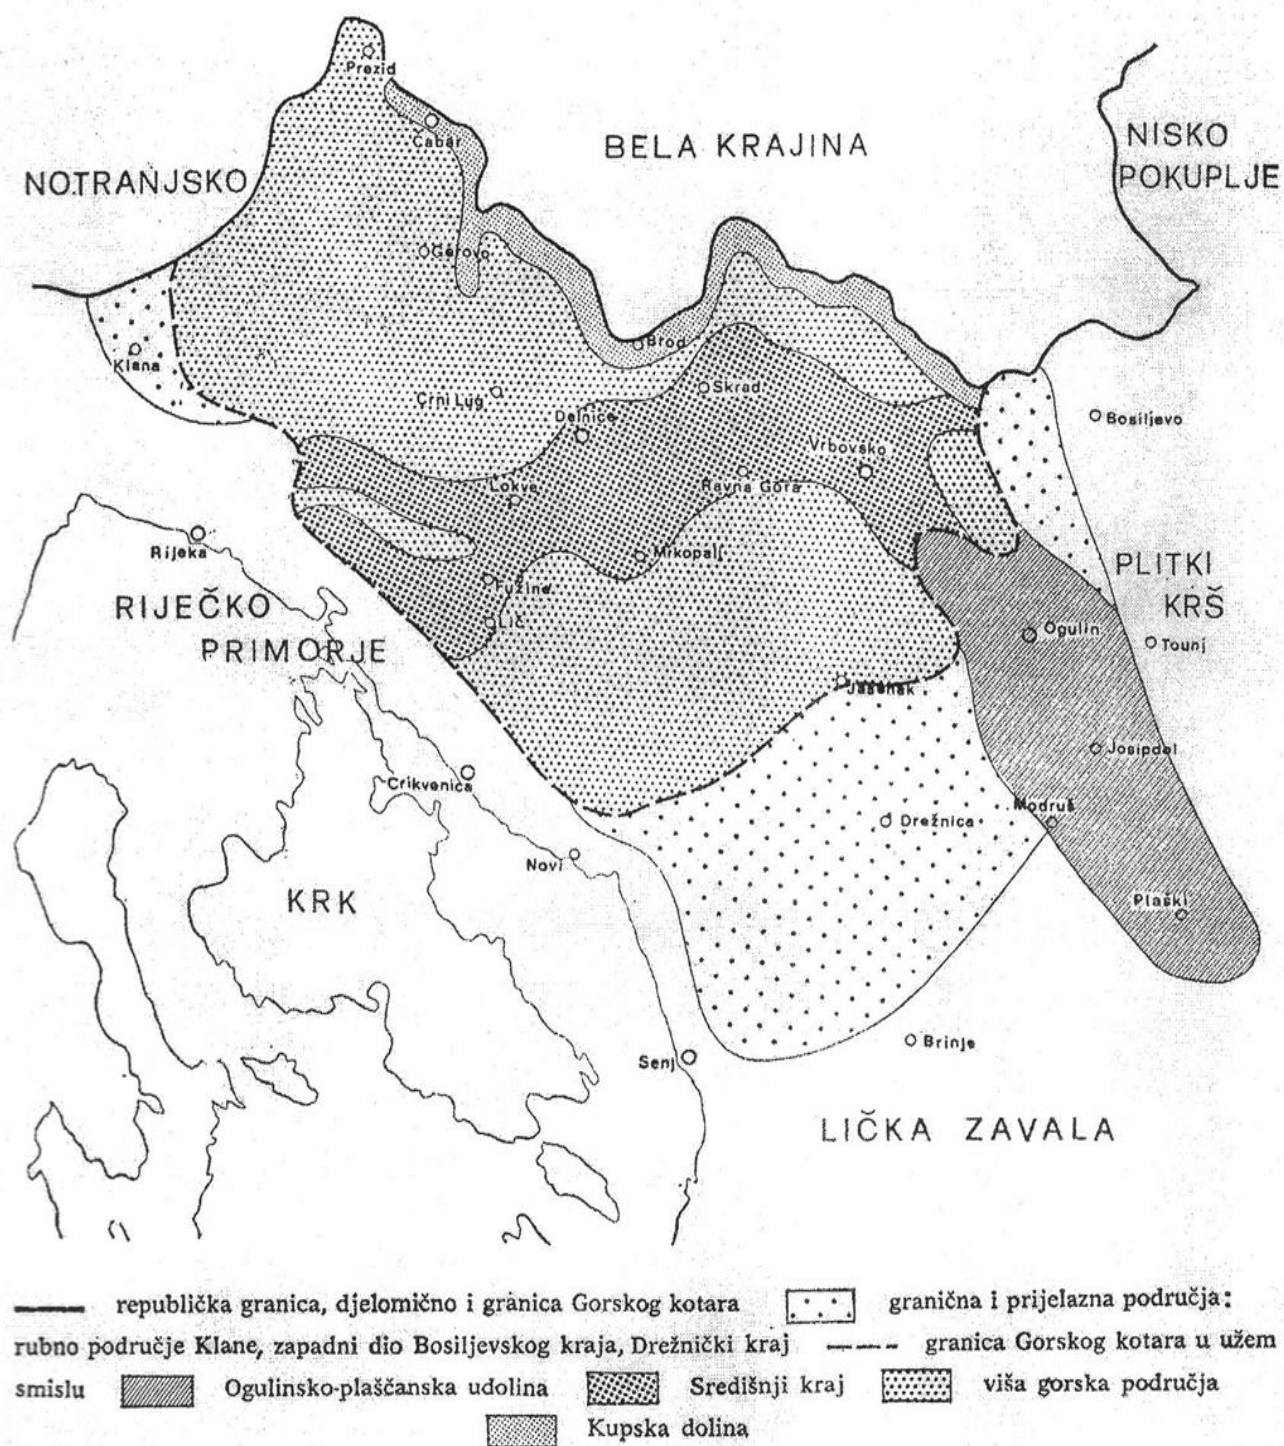 Prezid
Čabar
BELA KRAJINA
NISKO
POKUPLJE
NOTRANJSKO
Gerovo
Brod
Klana
Crni Lug
Skrad
Delnice
Bosiljevo
Vrbovsko
Lokve
Ravna Gora
Rijeka
Mrkopalj
PLITKI
KRŠ
Fužine
RIJEČKO
PRIMORJE
Lič
Ogulin
Tounj
Jasenak
Josipdol
Crikvenica
Modruš
Drežnica
Novi
KRK
Plaški
Brinje
Senj
LIČKA ZAVALA
republička granica, djelomično i granica Gorskog kotara granična i prijelazna područja:
rubno područje Klane, zapadni dio Bosiljevskog kraja, Drežnički kraj granica Gorskog kotara u užem
smislu Ogulinsko-plaščanska udolina Središnji kraj viša gorska područja
Kupska dolina